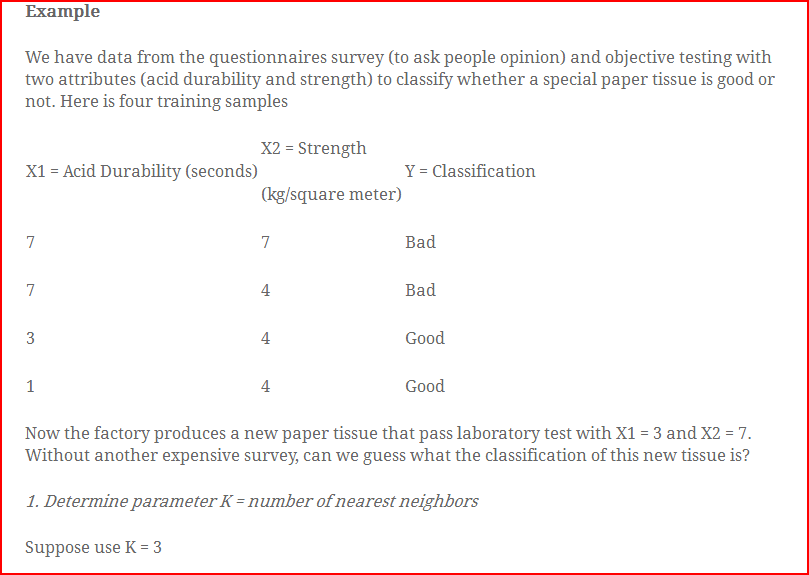 Example
We have data from the questionnaires survey (to ask people opinion) and objective testing with
two attributes (acid durability and strength) to classify whether a special paper tissue is good or
not. Here is four training samples
X2 = Strength
X1 = Acid Durability (seconds) Y = Classification
(kg/square meter)
7 7 Bad
7 4 Bad
3 4 Good
1 4 Good
Now the factory produces a new paper tissue that pass laboratory test with X1 = 3 and X2 = 7.
Without another expensive survey, can we guess what the classification of this new tissue is?
1. Determine parameter K = number of nearest neighbors
Suppose use K = 3